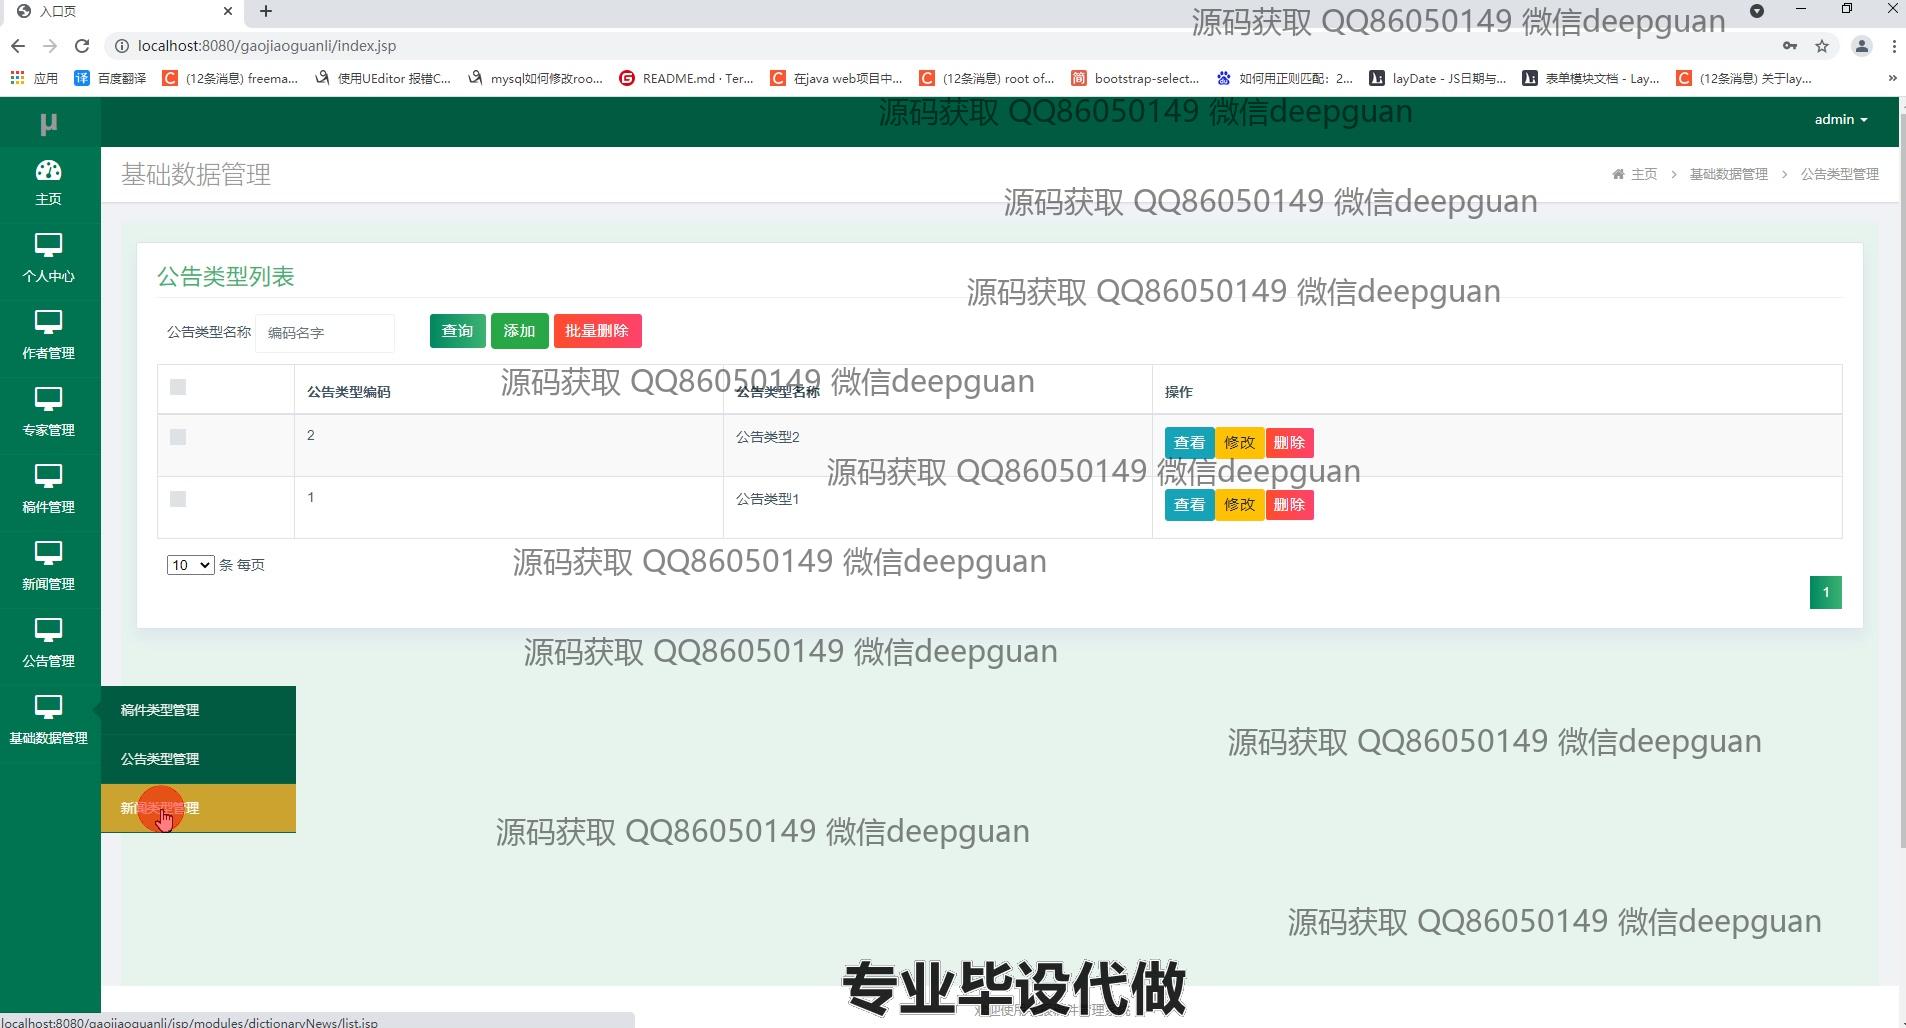 入口页
源码获取 QQ86050149 微信deepguan
localhost:8080/gaojiaoguanli/index.jsp
应用
百度翻译
(12条消息) freema...
使用UEditor 报错C...
mysql如何修改roo...
README.md · Ter...
在java web项目中...
(12条消息) root of...
bootstrap-select...
如何用正则匹配：2...
layDate - JS日期与...
表单模块文档 - Lay...
(12条消息) 关于lay...
»
μ
源码获取 QQ86050149 微信deepguan
admin
主页
个人中心
作者管理
专家管理
稿件管理
新闻管理
公告管理
基础数据管理
基础数据管理
主页 > 基础数据管理 > 公告类型管理
源码获取 QQ86050149 微信deepguan
公告类型列表
源码获取 QQ86050149 微信deepguan
公告类型名称 编码名字 查询 添加 批量删除
源码获取 QQ86050149 微信deepguan
公告类型编码 公告类型名称 操作
2 公告类型2 查看 修改 删除
源码获取 QQ86050149 微信deepguan
1 公告类型1 查看 修改 删除
10 条 每页
源码获取 QQ86050149 微信deepguan
1
源码获取 QQ86050149 微信deepguan
稿件类型管理
公告类型管理
新闻类型管理
源码获取 QQ86050149 微信deepguan
源码获取 QQ86050149 微信deepguan
源码获取 QQ86050149 微信deepguan
专业毕设代做
localhost:8080/gaojiaoguanli/jsp/modules/dictionaryNews/list.jsp